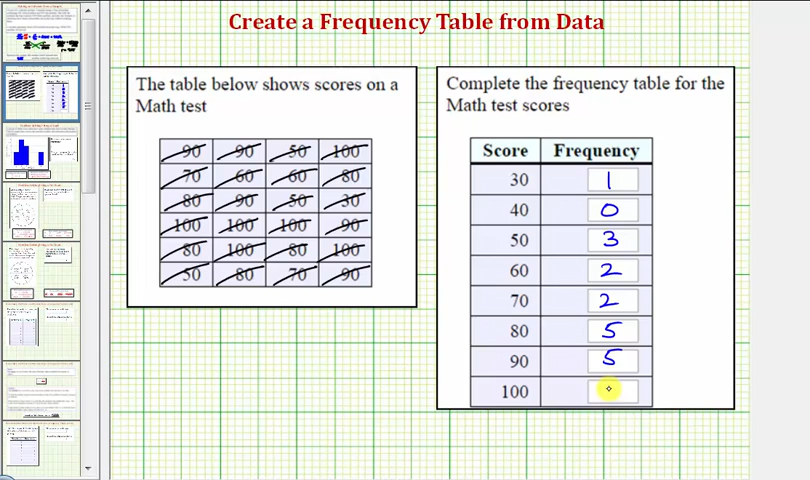 Create a Frequency Table from Data
The table below shows scores on a
Math test
90 90 50 100
70 60 60 80
80 90 50 30
100 100 100 90
80 100 80 100
50 80 70 90
Complete the frequency table for the
Math test scores
Score Frequency
30 1
40 0
50 3
60 2
70 2
80 5
90 5
100